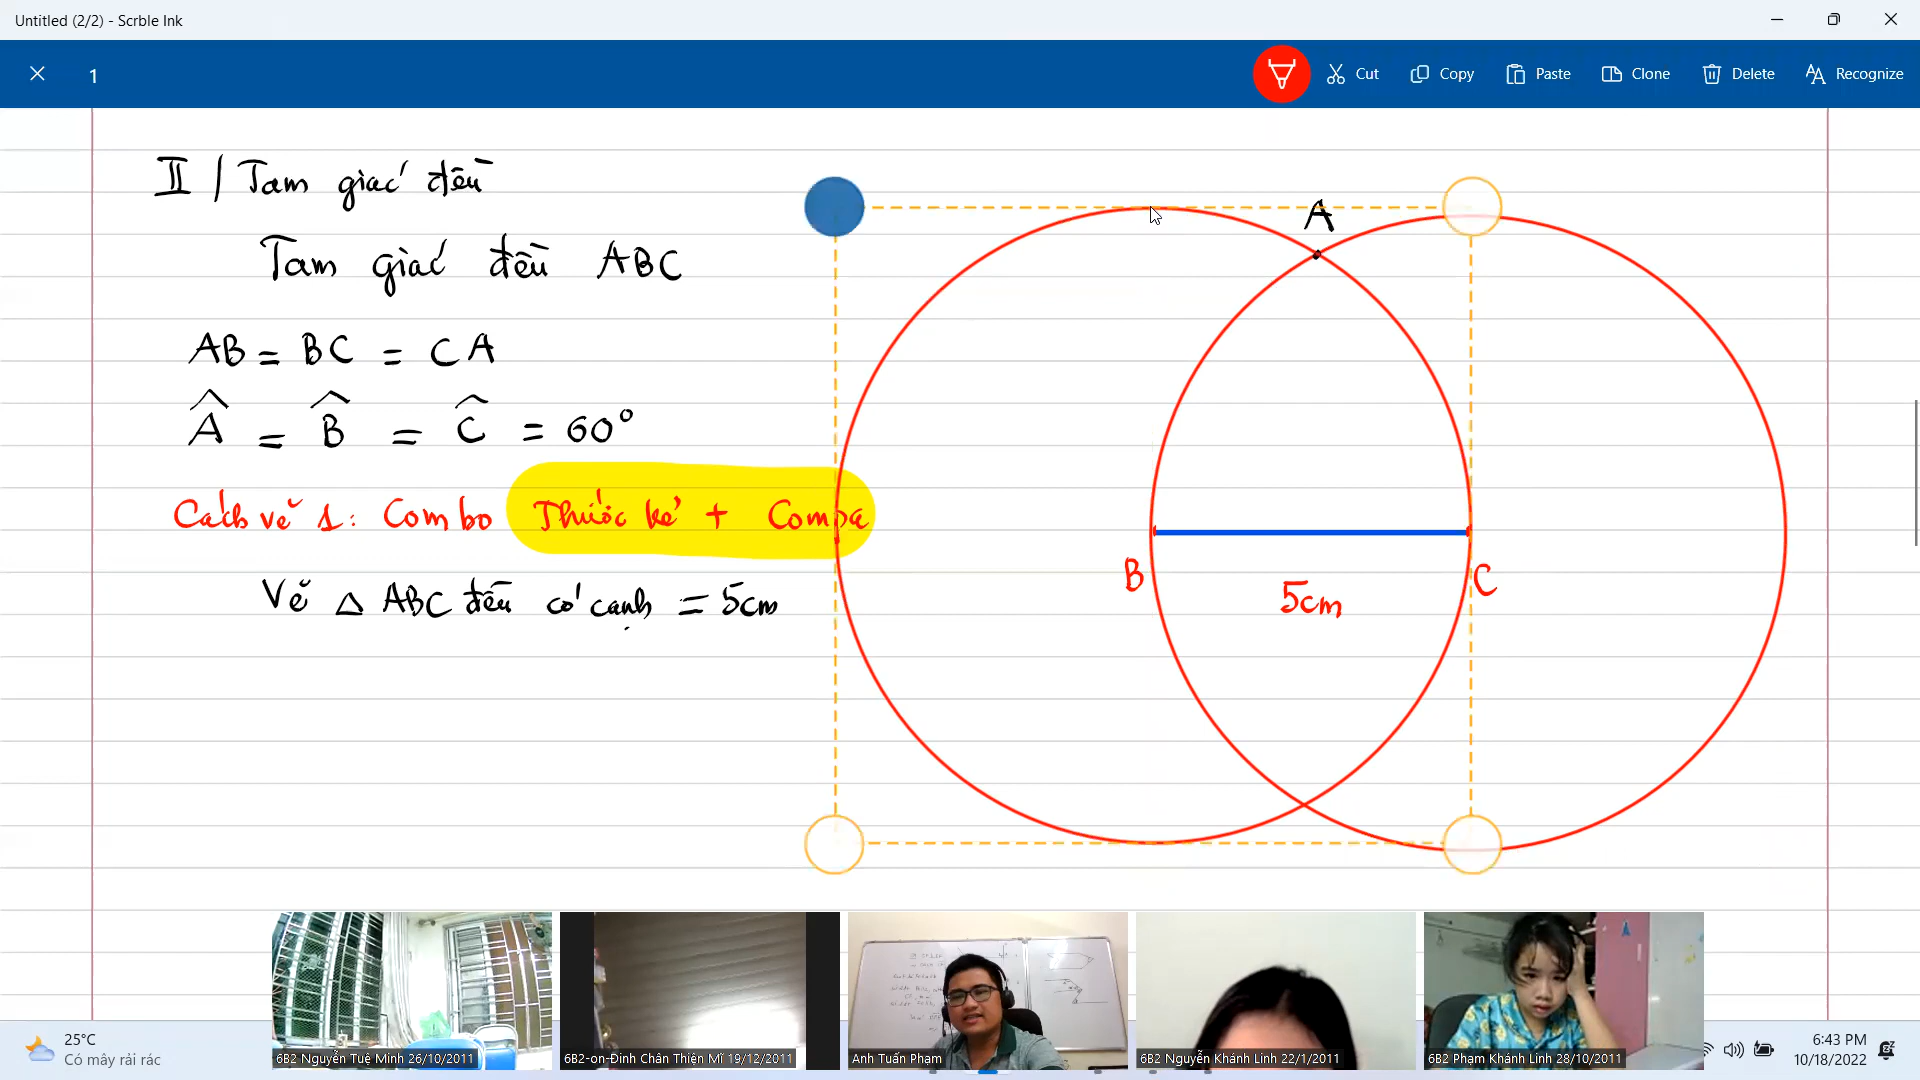 Untitled (2/2) - Scrble Ink
1
Cut
Copy
Paste
Clone
Delete
Recognize
II / Tam giác đều
Tam giác đều ABC
AB = BC = CA
Â = B̂ = Ĉ = 60°
Cách vẽ 1: Combo Thước kẻ + Compa
Vẽ △ ABC đều có cạnh = 5cm
A
B
C
5cm
6B2 Nguyễn Tuệ Minh 26/10/2011
6B2-on-Đinh Chân Thiện Mĩ 19/12/2011
Anh Tuấn Phạm
6B2 Nguyễn Khánh Linh 22/1/2011
6B2 Phạm Khánh Linh 28/10/2011
25°C
Có mây rải rác
6:43 PM
10/18/2022